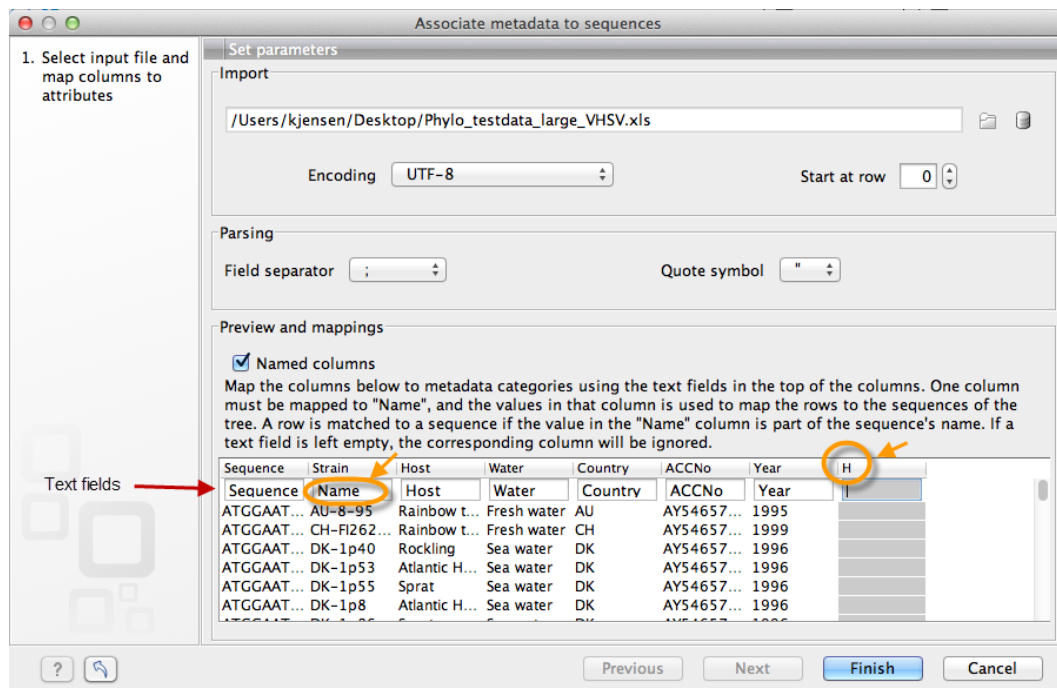 Associate metadata to sequences
1. Select input file and
map columns to
attributes
Set parameters
Import
/Users/kjensen/Desktop/Phylo_testdata_large_VHSV.xls
Encoding UTF-8 Start at row 0
Parsing
Field separator ; Quote symbol "
Preview and mappings
Named columns
Map the columns below to metadata categories using the text fields in the top of the columns. One column
must be mapped to "Name", and the values in that column is used to map the rows to the sequences of the
tree. A row is matched to a sequence if the value in the "Name" column is part of the sequence's name. If a
text field is left empty, the corresponding column will be ignored.
Sequence Strain Host Water Country ACCNo Year H
Text fields
Sequence Name Host Water Country ACCNo Year
ATGGAAT... AU-8-95 Rainbow t... Fresh water AU AY54657... 1995
ATGGAAT... CH-FI262... Rainbow t... Fresh water CH AY54657... 1999
ATGGAAT... DK-1p40 Rockling Sea water DK AY54657... 1996
ATGGAAT... DK-1p53 Atlantic H... Sea water DK AY54657... 1996
ATGGAAT... DK-1p55 Sprat Sea water DK AY54657... 1996
ATGGAAT... DK-1p8 Atlantic H... Sea water DK AY54657... 1996
? Previous Next Finish Cancel